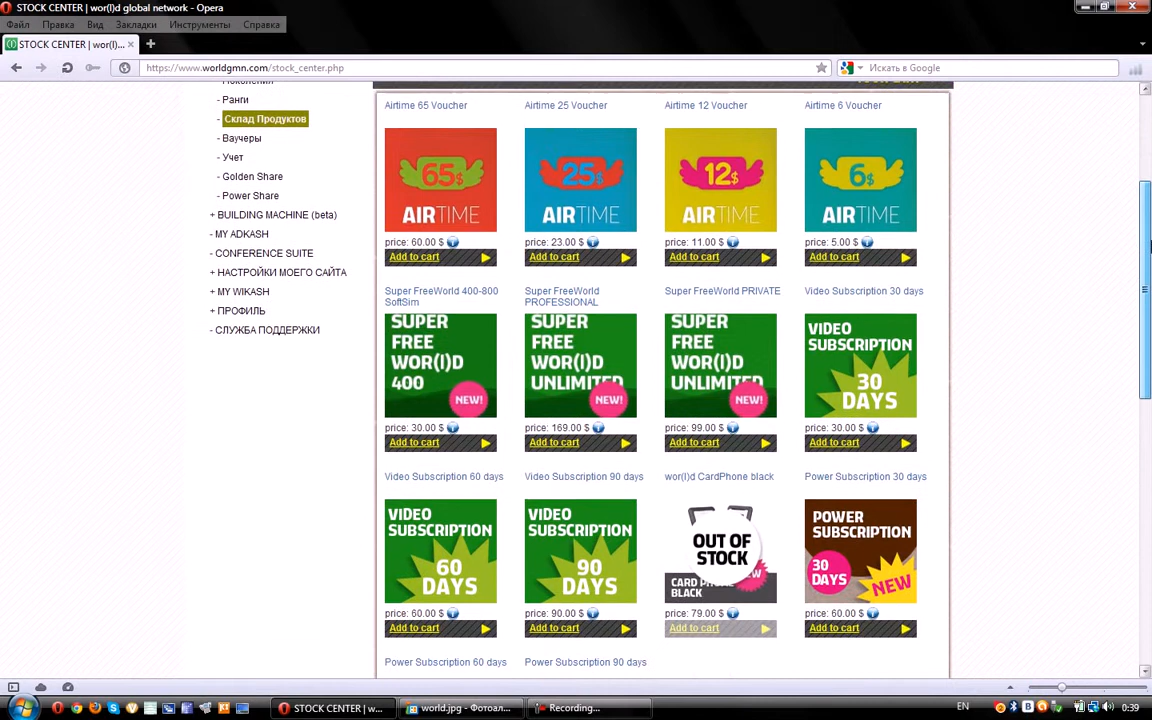 STOCK CENTER | wor(l)d global network - Opera
Файл Правка Вид Закладки Инструменты Справка
STOCK CENTER | wor(l)...
https://www.worldgmn.com/stock_center.php
Искать в Google
- Ранги
- Склад Продуктов
- Ваучеры
- Учет
- Golden Share
- Power Share
+ BUILDING MACHINE (beta)
- MY ADKASH
- CONFERENCE SUITE
+ НАСТРОЙКИ МОЕГО САЙТА
+ MY WIKASH
+ ПРОФИЛЬ
- СЛУЖБА ПОДДЕРЖКИ
Airtime 65 Voucher Airtime 25 Voucher Airtime 12 Voucher Airtime 6 Voucher
65$ 25$ 12$ 6$
AIRTIME AIRTIME AIRTIME AIRTIME
price: 60.00 $ price: 23.00 $ price: 11.00 $ price: 5.00 $
Add to cart Add to cart Add to cart Add to cart
Super FreeWorld 400-800 SoftSim
Super FreeWorld PROFESSIONAL
Super FreeWorld PRIVATE
Video Subscription 30 days
SUPER FREE WOR(l)D 400 NEW!
SUPER FREE WOR(l)D UNLIMITED NEW!
SUPER FREE WOR(l)D UNLIMITED NEW!
VIDEO SUBSCRIPTION 30 DAYS
price: 30.00 $ price: 169.00 $ price: 99.00 $ price: 30.00 $
Add to cart Add to cart Add to cart Add to cart
Video Subscription 60 days Video Subscription 90 days wor(l)d CardPhone black Power Subscription 30 days
VIDEO SUBSCRIPTION 60 DAYS
VIDEO SUBSCRIPTION 90 DAYS
OUT OF STOCK
BLACK
POWER SUBSCRIPTION 30 DAYS NEW
price: 60.00 $ price: 90.00 $ price: 79.00 $ price: 60.00 $
Add to cart Add to cart Add to cart Add to cart
Power Subscription 60 days Power Subscription 90 days
STOCK CENTER | w...
world.jpg - Фотоал...
Recording...
EN
0:39